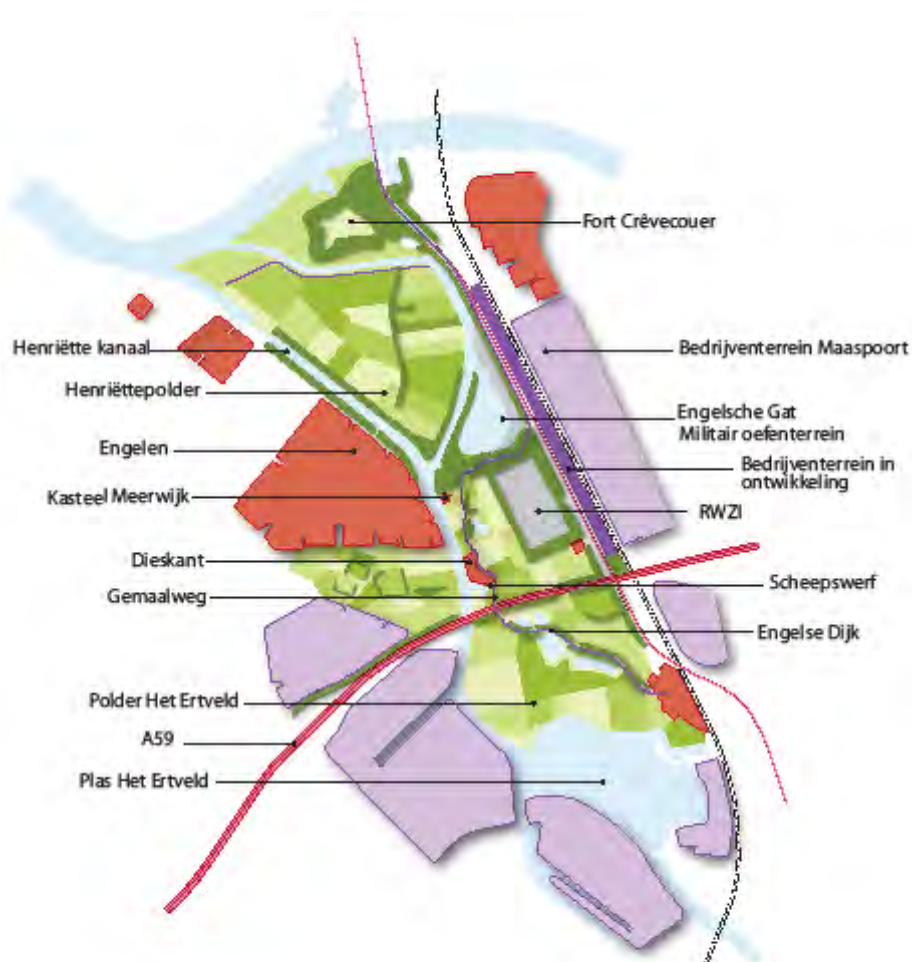 Fort Crêvecouer
Henriëtte kanaal
Bedrijventerrein Maaspoort
Henriëttepolder
Engelsche Gat
Militair oefenterrein
Engelen
Bedrijventerrein in
ontwikkeling
Kasteel Meerwijk
RWZI
Dieskant
Scheepswerf
Gemaalweg
Engelse Dijk
Polder Het Ertveld
A59
Plas Het Ertveld